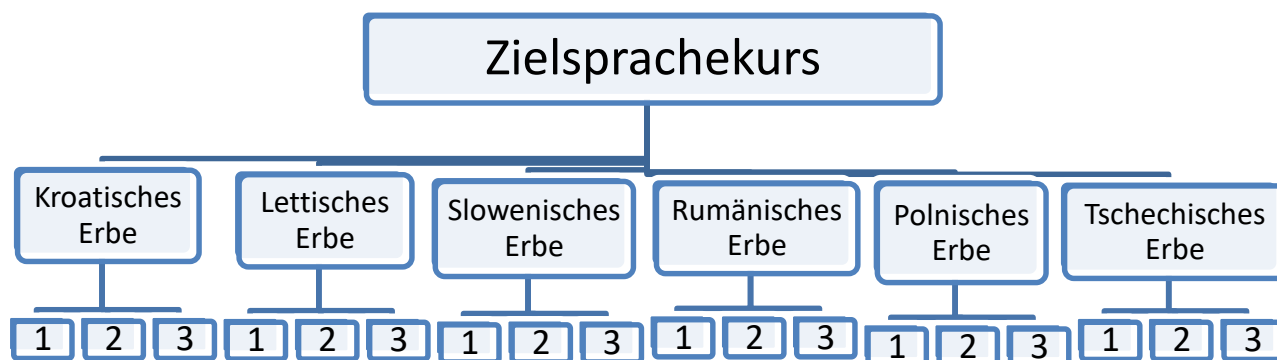 Zielsprachekurs
Kroatisches
Erbe
Lettisches
Erbe
Slowenisches
Erbe
Rumänisches
Erbe
Polnisches
Erbe
Tschechisches
Erbe
1 2 3 1 2 3 1 2 3 1 2 3 1 2 3 1 2 3